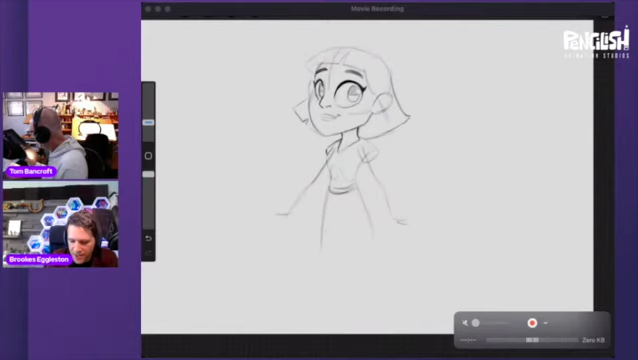 Movie Recording
PENCILISH
ANIMATION STUDIOS
Tom Bancroft
Brookes Eggleston
Zero KB